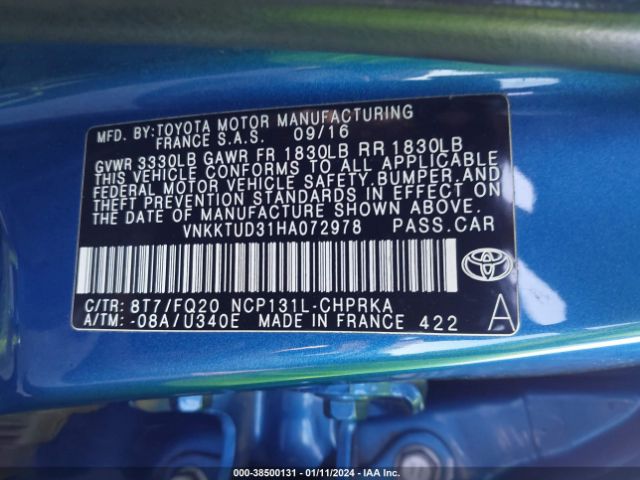 MFD. BY:TOYOTA MOTOR MANUFACTURING
FRANCE S.A.S. 09/16
GVWR 3330LB GAWR FR 1830LB RR 1830LB
THIS VEHICLE CONFORMS TO ALL APPLICABLE
FEDERAL MOTOR VEHICLE SAFETY, BUMPER, AND
THEFT PREVENTION STANDARDS IN EFFECT ON
THE DATE OF MANUFACTURE SHOWN ABOVE.
VNKKTUD31HA072978 PASS.CAR
C/TR: 8T7/FQ20 NCP131L-CHPRKA
A/TM: -08A/U340E MADE IN FRANCE 422 A
000-38500131 - 01/11/2024 - IAA Inc.